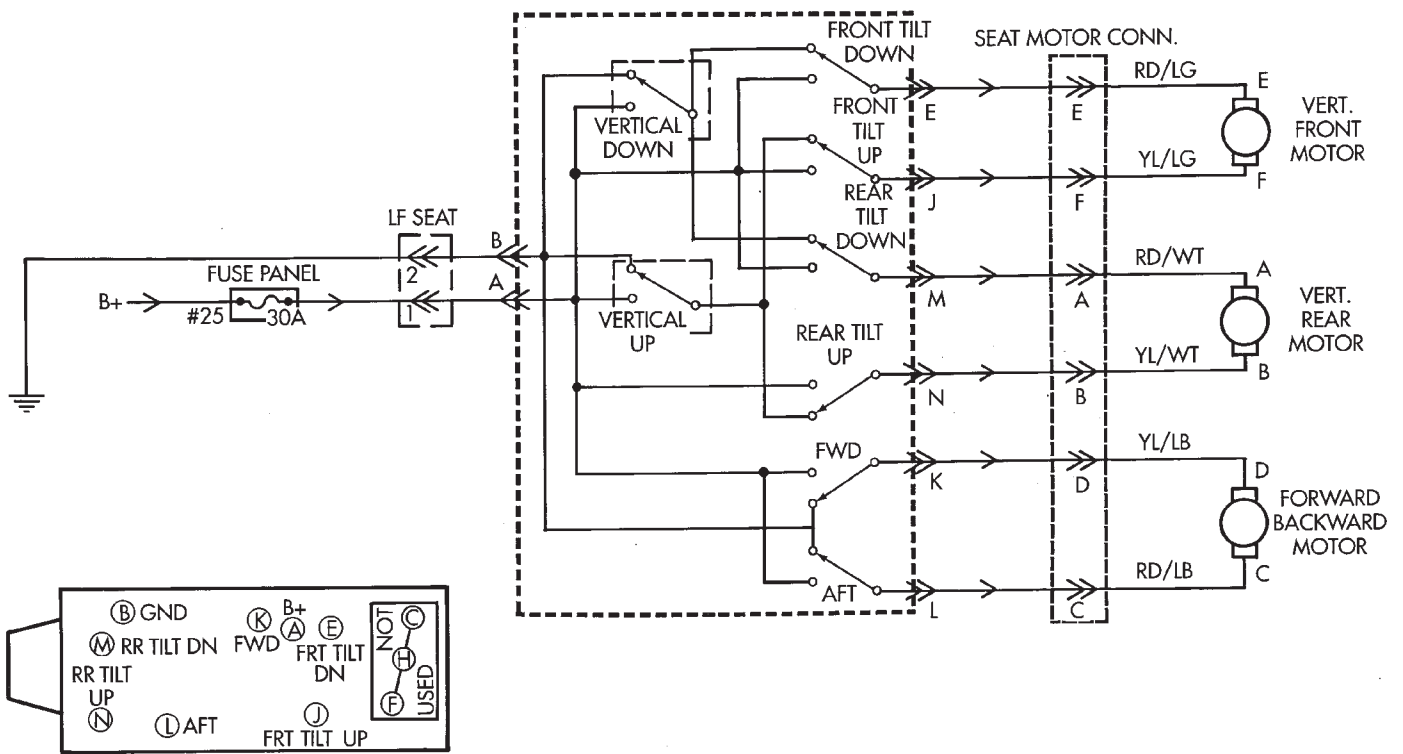 FRONT TILT
DOWN
SEAT MOTOR CONN.
RD/LG
E
E
E
VERT.
FRONT
MOTOR
VERTICAL
DOWN
FRONT
TILT
UP
YL/LG
J
F
F
REAR
TILT
DOWN
LF SEAT
B
2
FUSE PANEL
A
B+
#25
30A
1
RD/WT
A
M
A
VERT.
REAR
MOTOR
VERTICAL
UP
REAR TILT
UP
YL/WT
N
B
B
FWD
YL/LB
K
D
D
FORWARD
BACKWARD
MOTOR
AFT
RD/LB
L
C
C
B GND
M RR TILT DN
K
FWD
B+
A
E
FRT TILT
DN
NOT
USED
C
H
F
RR TILT
UP
N
L AFT
J
FRT TILT UP